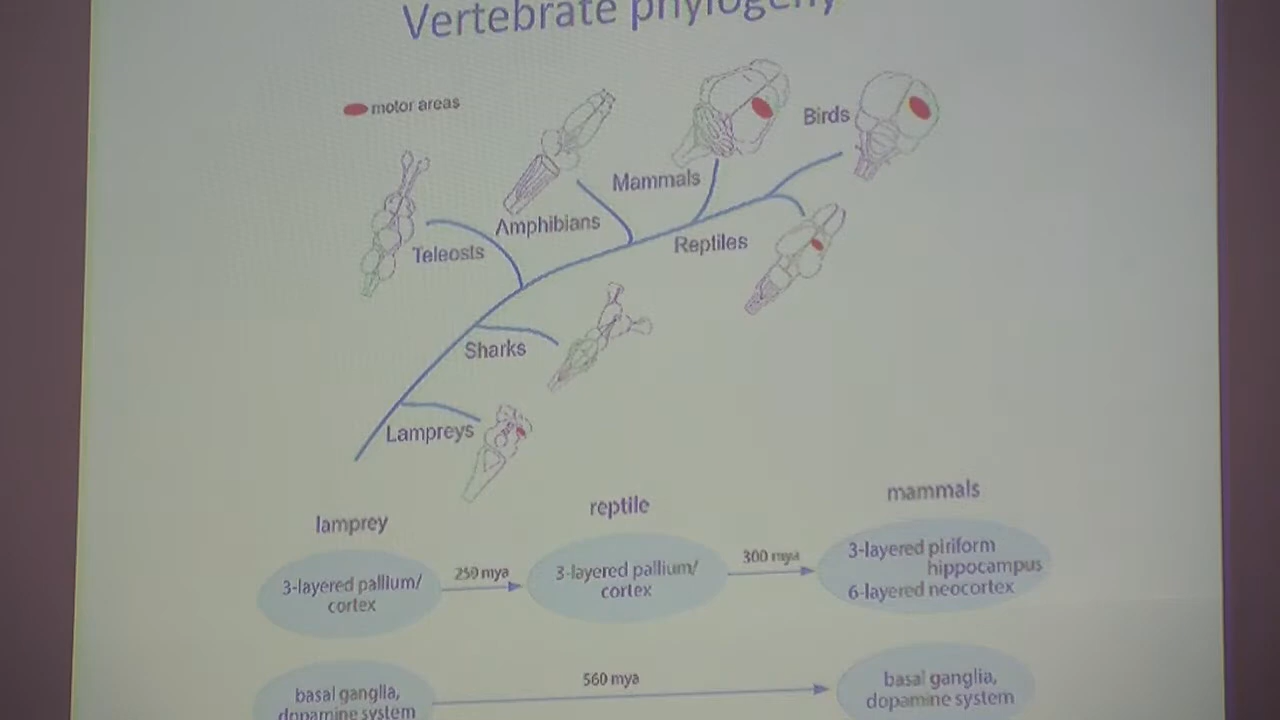 Vertebrate phylogeny
motor areas
Birds
Mammals
Amphibians
Reptiles
Teleosts
Sharks
Lampreys
lamprey
reptile
mammals
3-layered pallium/
cortex
250 mya
3-layered pallium/
cortex
300 mya
3-layered piriform
hippocampus
6-layered neocortex
basal ganglia,
dopamine system
560 mya
basal ganglia,
dopamine system